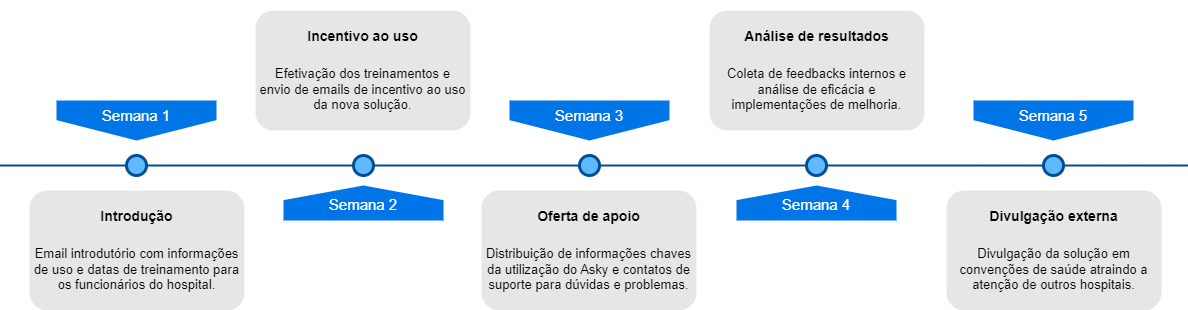 Semana 1
Introdução
Email introdutório com informações
de uso e datas de treinamento para
os funcionários do hospital.
Incentivo ao uso
Efetivação dos treinamentos e
envio de emails de incentivo ao uso
da nova solução.
Semana 2
Semana 3
Oferta de apoio
Distribuição de informações chaves
da utilização do Asky e contatos de
suporte para dúvidas e problemas.
Análise de resultados
Coleta de feedbacks internos e
análise de eficácia e
implementações de melhoria.
Semana 4
Semana 5
Divulgação externa
Divulgação da solução em
convenções de saúde atraindo a
atenção de outros hospitais.